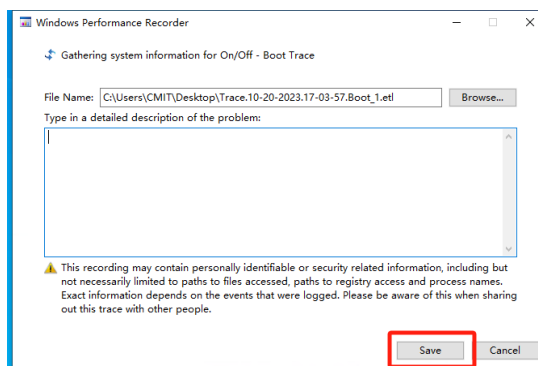 Windows Performance Recorder
Gathering system information for On/Off - Boot Trace
File Name: C:\Users\CMIT\Desktop\Trace.10-20-2023.17-03-57.Boot_1.etl Browse...
Type in a detailed description of the problem:
This recording may contain personally identifiable or security related information, including but
not necessarily limited to paths to files accessed, paths to registry access and process names.
Exact information depends on the events that were logged. Please be aware of this when sharing
out this trace with other people.
Save Cancel